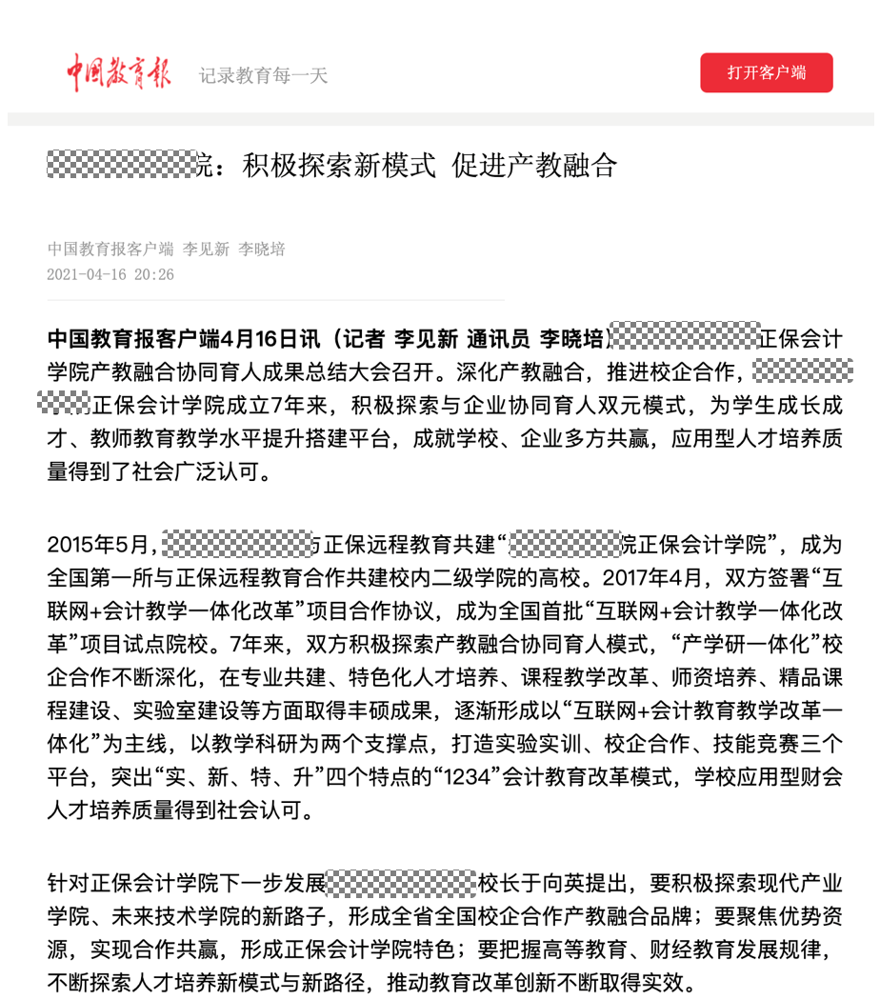 中国教育报 记录教育每一天 打开客户端
院：积极探索新模式 促进产教融合
中国教育报客户端 李见新 李晓培
2021-04-16 20:26
中国教育报客户端4月16日讯（记者 李见新 通讯员 李晓培）正保会计
学院产教融合协同育人成果总结大会召开。深化产教融合，推进校企合作，
正保会计学院成立7年来，积极探索与企业协同育人双元模式，为学生成长成
才、教师教育教学水平提升搭建平台，成就学校、企业多方共赢，应用型人才培养质
量得到了社会广泛认可。
2015年5月，与正保远程教育共建“院正保会计学院”，成为
全国第一所与正保远程教育合作共建校内二级学院的高校。2017年4月，双方签署“互
联网+会计教学一体化改革”项目合作协议，成为全国首批“互联网+会计教学一体化改
革”项目试点院校。7年来，双方积极探索产教融合协同育人模式，“产学研一体化”校
企合作不断深化，在专业共建、特色化人才培养、课程教学改革、师资培养、精品课
程建设、实验室建设等方面取得丰硕成果，逐渐形成以“互联网+会计教育教学改革一
体化”为主线，以教学科研为两个支撑点，打造实验实训、校企合作、技能竞赛三个
平台，突出“实、新、特、升”四个特点的“1234”会计教育改革模式，学校应用型财会
人才培养质量得到社会认可。
针对正保会计学院下一步发展校长于向英提出，要积极探索现代产业
学院、未来技术学院的新路子，形成全省全国校企合作产教融合品牌；要聚焦优势资
源，实现合作共赢，形成正保会计学院特色；要把握高等教育、财经教育发展规律，
不断探索人才培养新模式与新路径，推动教育改革创新不断取得实效。